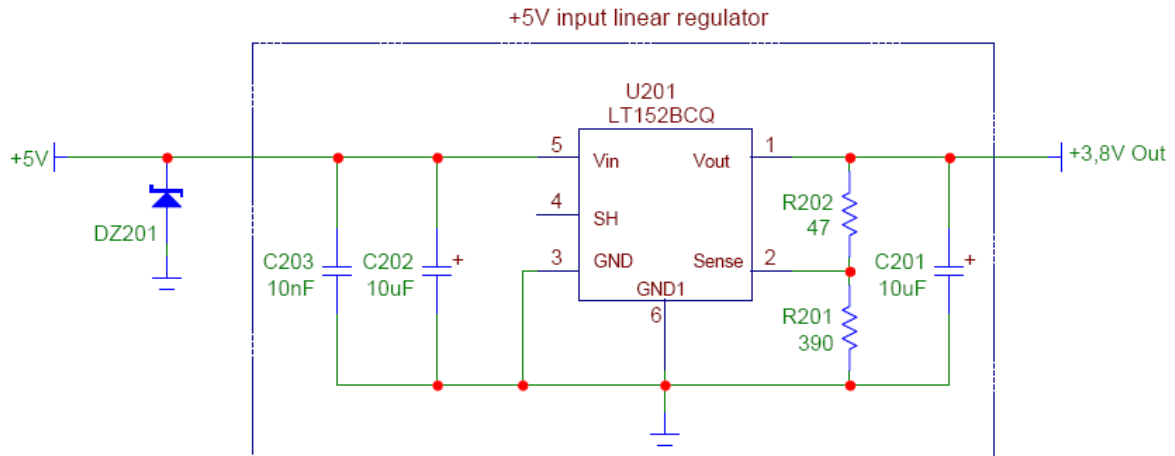 +5V input linear regulator
U201
LT152BCQ
+5V
5
Vin
Vout
1
+3,8V Out
4
SH
R202
47
DZ201
C203
10nF
C202
10uF
+
3
GND
Sense
2
C201
10uF
+
GND1
6
R201
390